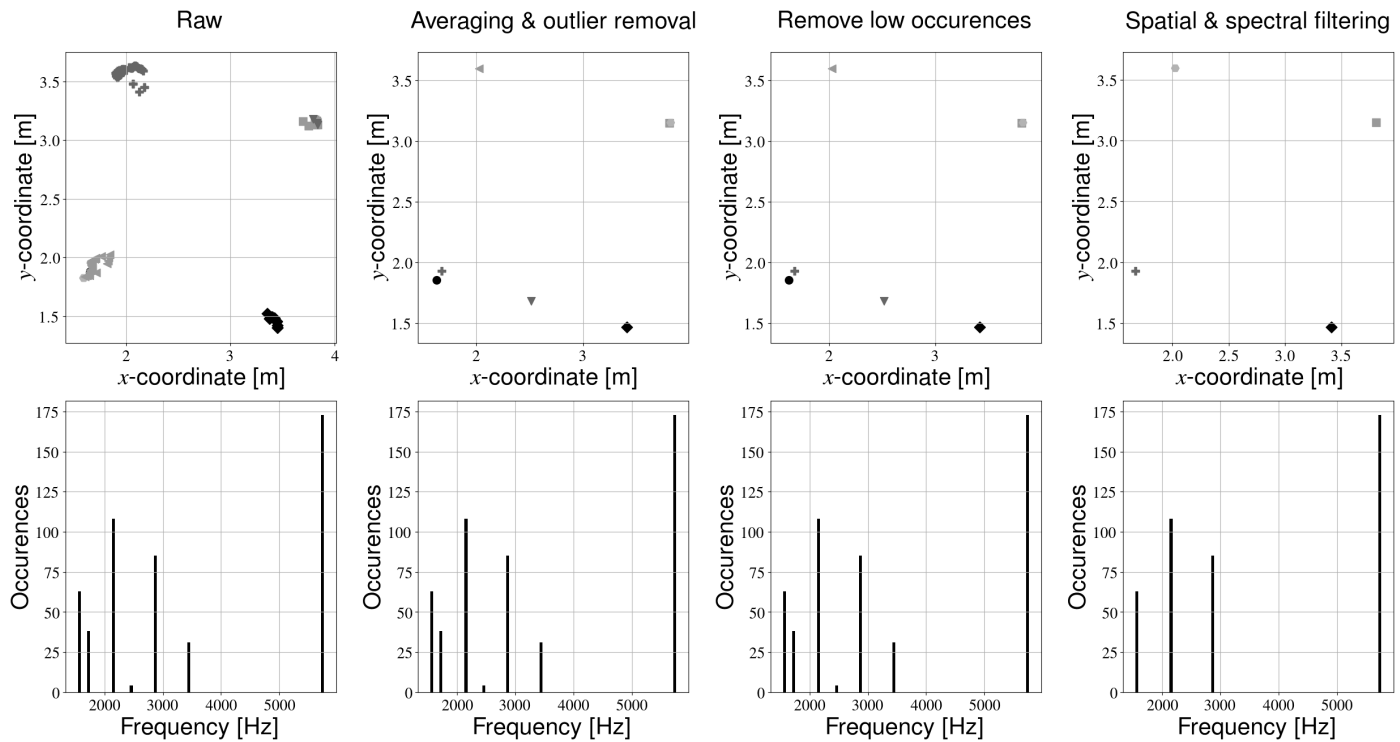 Raw
Averaging & outlier removal
Remove low occurences
Spatial & spectral filtering
y-coordinate [m]
3.5
3.0
2.5
2.0
1.5
2 3 4
x-coordinate [m]
y-coordinate [m]
3.5
3.0
2.5
2.0
1.5
2 3
x-coordinate [m]
y-coordinate [m]
3.5
3.0
2.5
2.0
1.5
2 3
x-coordinate [m]
y-coordinate [m]
3.5
3.0
2.5
2.0
1.5
2.0 2.5 3.0 3.5
x-coordinate [m]
Occurences
175
150
125
100
75
50
25
0
2000 3000 4000 5000
Frequency [Hz]
Occurences
175
150
125
100
75
50
25
0
2000 3000 4000 5000
Frequency [Hz]
Occurences
175
150
125
100
75
50
25
0
2000 3000 4000 5000
Frequency [Hz]
Occurences
175
150
125
100
75
50
25
0
2000 3000 4000 5000
Frequency [Hz]